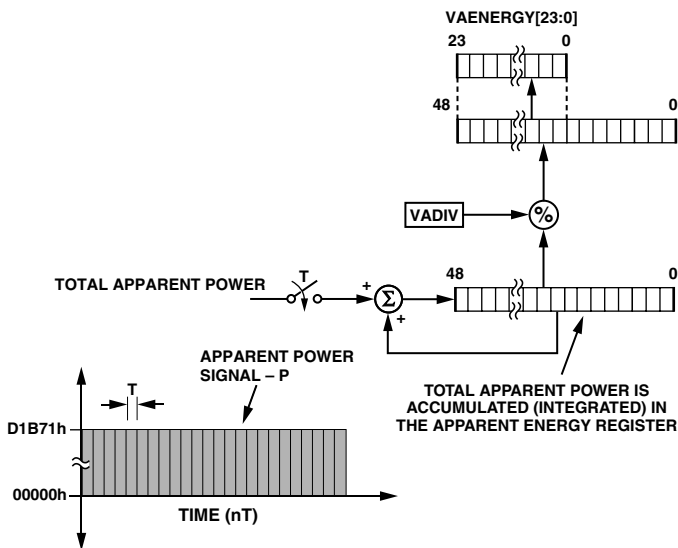 VAENERGY[23:0]
23 0
48 0
VADIV
%
TOTAL APPARENT POWER
T
+
Σ
+
48 0
APPARENT POWER
SIGNAL – P
T
TOTAL APPARENT POWER IS
ACCUMULATED (INTEGRATED) IN
THE APPARENT ENERGY REGISTER
D1B71h
00000h
TIME (nT)